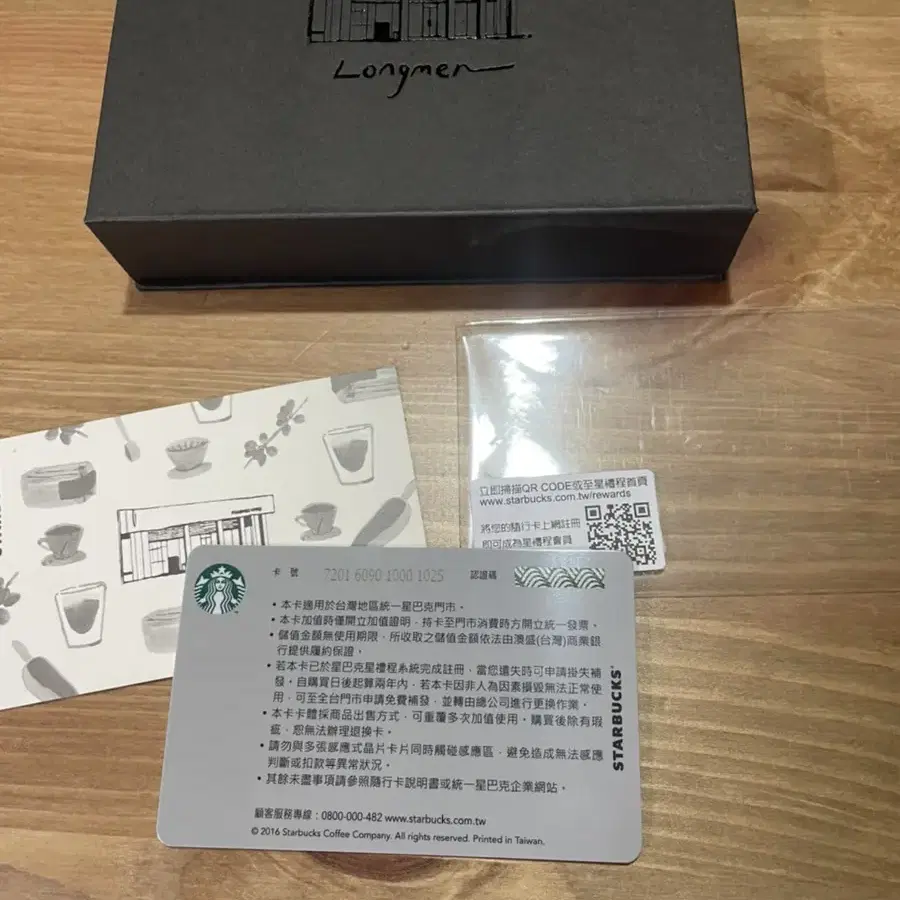 Longmen
立即掃描QR CODE或至星禮程首頁
www.starbucks.com.tw/rewards
將您的隨行卡上網註冊
即可成為星禮程會員
卡 號 7201 6090 1000 1025 認證碼
• 本卡適用於台灣地區統一星巴克門市。
• 本卡加值時僅開立加值證明，持卡至門市消費時方開立統一發票。
• 儲值金額無使用期限，所收取之儲值金額依法由澳盛(台灣)商業銀
行提供履約保證。
• 若本卡已於星巴克星禮程系統完成註冊，當您遺失時可申請掛失補
發。自購買日後起算兩年內，若本卡因非人為因素損毀無法正常使
用，可至全台門市申請免費補發，並轉由總公司進行更換作業。
• 本卡卡體採商品出售方式，可重覆多次加值使用。購買後除有瑕
疵，恕無法辦理退換卡。
• 請勿與多張感應式晶片卡片同時觸碰感應區，避免造成無法感應
判斷或扣款等異常狀況。
• 其餘未盡事項請參照隨行卡說明書或統一星巴克企業網站。
STARBUCKS®
顧客服務專線：0800-000-482 www.starbucks.com.tw
© 2016 Starbucks Coffee Company. All rights reserved. Printed in Taiwan.